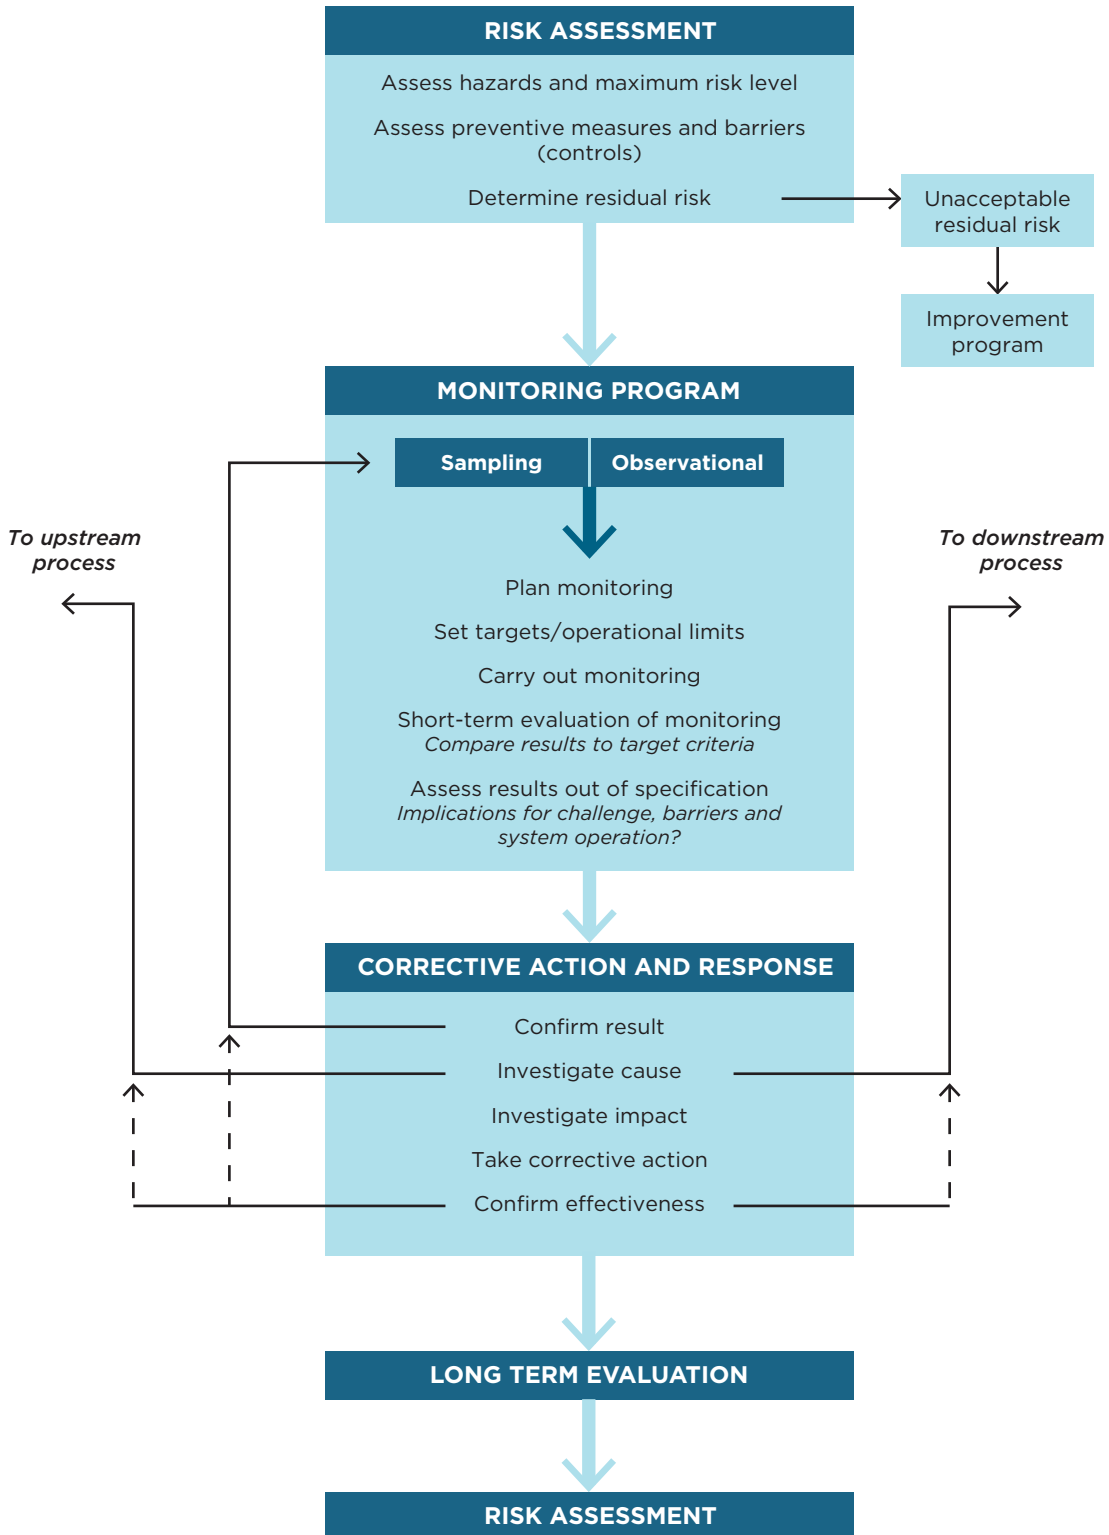 RISK ASSESSMENT
Assess hazards and maximum risk level
Assess preventive measures and barriers
(controls)
Determine residual risk
Unacceptable
residual risk
Improvement
program
MONITORING PROGRAM
Sampling
Observational
To upstream
process
To downstream
process
Plan monitoring
Set targets/operational limits
Carry out monitoring
Short-term evaluation of monitoring
Compare results to target criteria
Assess results out of specification
Implications for challenge, barriers and
system operation?
CORRECTIVE ACTION AND RESPONSE
Confirm result
Investigate cause
Investigate impact
Take corrective action
Confirm effectiveness
LONG TERM EVALUATION
RISK ASSESSMENT